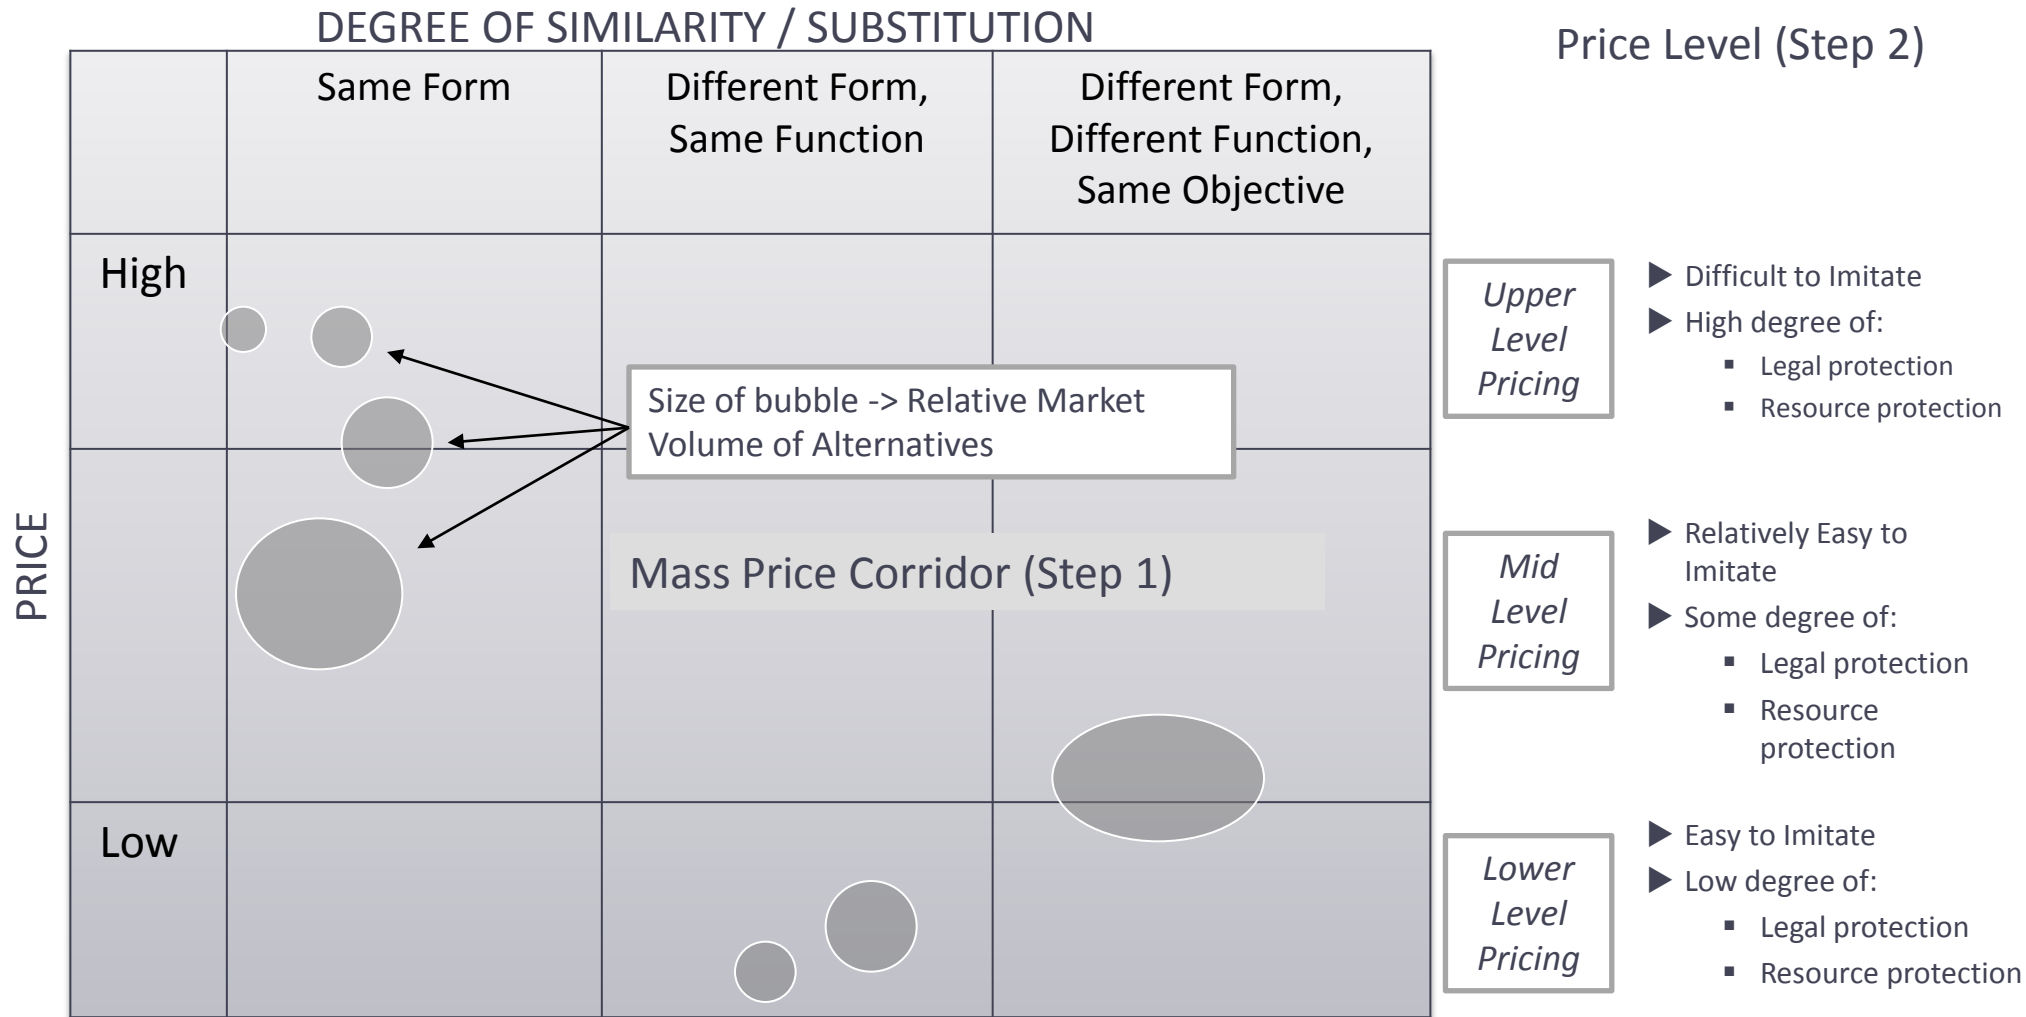 DEGREE OF SIMILARITY / SUBSTITUTION
Price Level (Step 2)
Same Form
Different Form,
Same Function
Different Form,
Different Function,
Same Objective
PRICE
High
Low
Size of bubble -> Relative Market
Volume of Alternatives
Mass Price Corridor (Step 1)
Upper
Level
Pricing
▶ Difficult to Imitate
▶ High degree of:
▪ Legal protection
▪ Resource protection
Mid
Level
Pricing
▶ Relatively Easy to
Imitate
▶ Some degree of:
▪ Legal protection
▪ Resource
protection
Lower
Level
Pricing
▶ Easy to Imitate
▶ Low degree of:
▪ Legal protection
▪ Resource protection